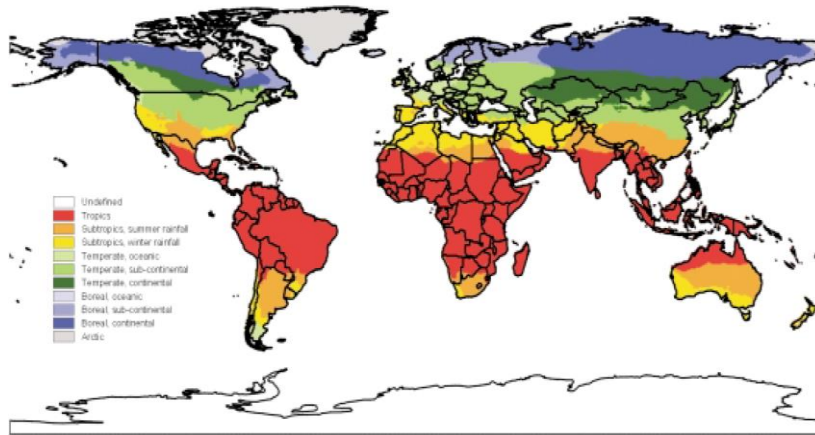 Undefined
Tropics
Subtropics, summer rainfall
Subtropics, winter rainfall
Temperate, oceanic
Temperate, sub-continental
Temperate, continental
Boreal, oceanic
Boreal, sub-continental
Boreal, continental
Arctic